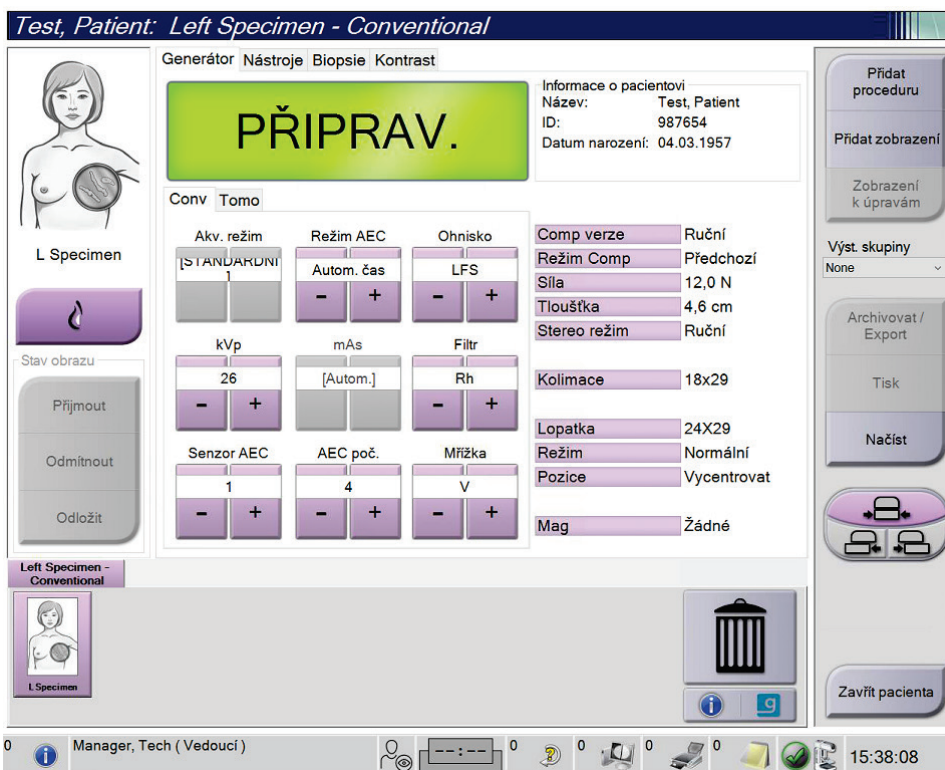 Test, Patient: Left Specimen - Conventional
Generátor Nástroje Biopsie Kontrast
PŘIPRAV.
Informace o pacientovi
Název: Test, Patient
ID: 987654
Datum narození: 04.03.1957
L Specimen
Stav obrazu
Přijmout
Odmítnout
Odložit
Conv Tomo
Akv. režim Režim AEC Ohnisko
[STANDARDNÍ
] Autom. čas LFS
- + - +
kVp mAs Filtr
26 [Autom.] Rh
- + - +
Senzor AEC AEC poč. Mřížka
1 4 V
- + - + - +
Comp verze Ruční
Režim Comp Předchozí
Síla 12,0 N
Tloušťka 4,6 cm
Stereo režim Ruční
Kolimace 18x29
Lopatka 24X29
Režim Normální
Pozice Vycentrovat
Mag Žádné
Přidat
proceduru
Přidat zobrazení
Zobrazení
k úpravám
Výst. skupiny
None
Archivovat /
Export
Tisk
Načíst
Zavřít pacienta
Left Specimen -
Conventional
L Specimen
0 Manager, Tech ( Vedoucí ) --:-- 0 0 0 0 15:38:08